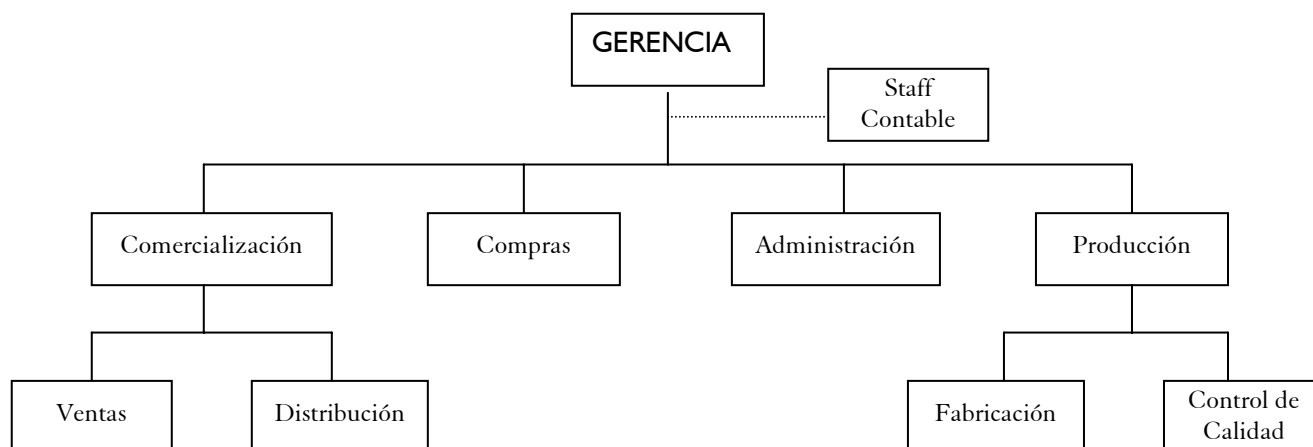 GERENCIA
Staff
Contable
Comercialización
Compras
Administración
Producción
Ventas
Distribución
Fabricación
Control de
Calidad